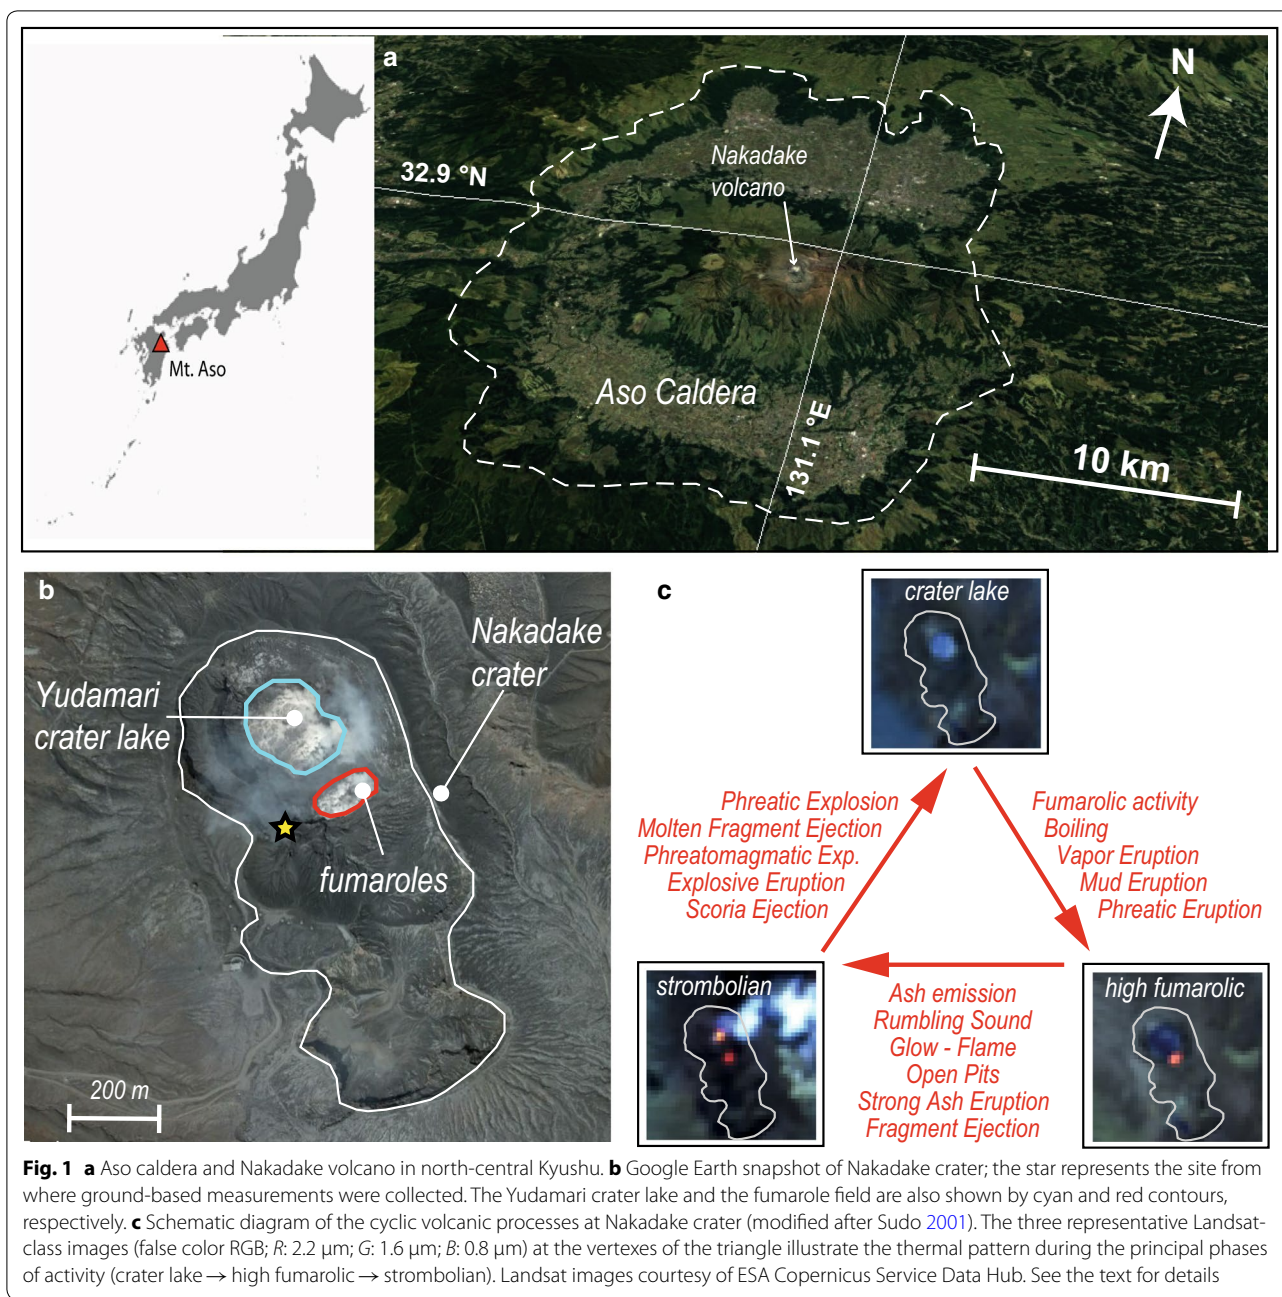 a
N
Nakadake
volcano
32.9 °N
Mt. Aso
Aso Caldera
131.1 °E
10 km
b
Nakadake
crater
Yudamari
crater lake
fumaroles
200 m
c
crater lake
Phreatic Explosion
Molten Fragment Ejection
Phreatomagmatic Exp.
Explosive Eruption
Scoria Ejection
Fumarolic activity
Boiling
Vapor Eruption
Mud Eruption
Phreatic Eruption
strombolian
Ash emission
Rumbling Sound
Glow - Flame
Open Pits
Strong Ash Eruption
Fragment Ejection
high fumarolic
Fig. 1 a Aso caldera and Nakadake volcano in north-central Kyushu. b Google Earth snapshot of Nakadake crater; the star represents the site from
where ground-based measurements were collected. The Yudamari crater lake and the fumarole field are also shown by cyan and red contours,
respectively. c Schematic diagram of the cyclic volcanic processes at Nakadake crater (modified after Sudo 2001). The three representative Landsat-
class images (false color RGB; R: 2.2 µm; G: 1.6 µm; B: 0.8 µm) at the vertexes of the triangle illustrate the thermal pattern during the principal phases
of activity (crater lake → high fumarolic → strombolian). Landsat images courtesy of ESA Copernicus Service Data Hub. See the text for details